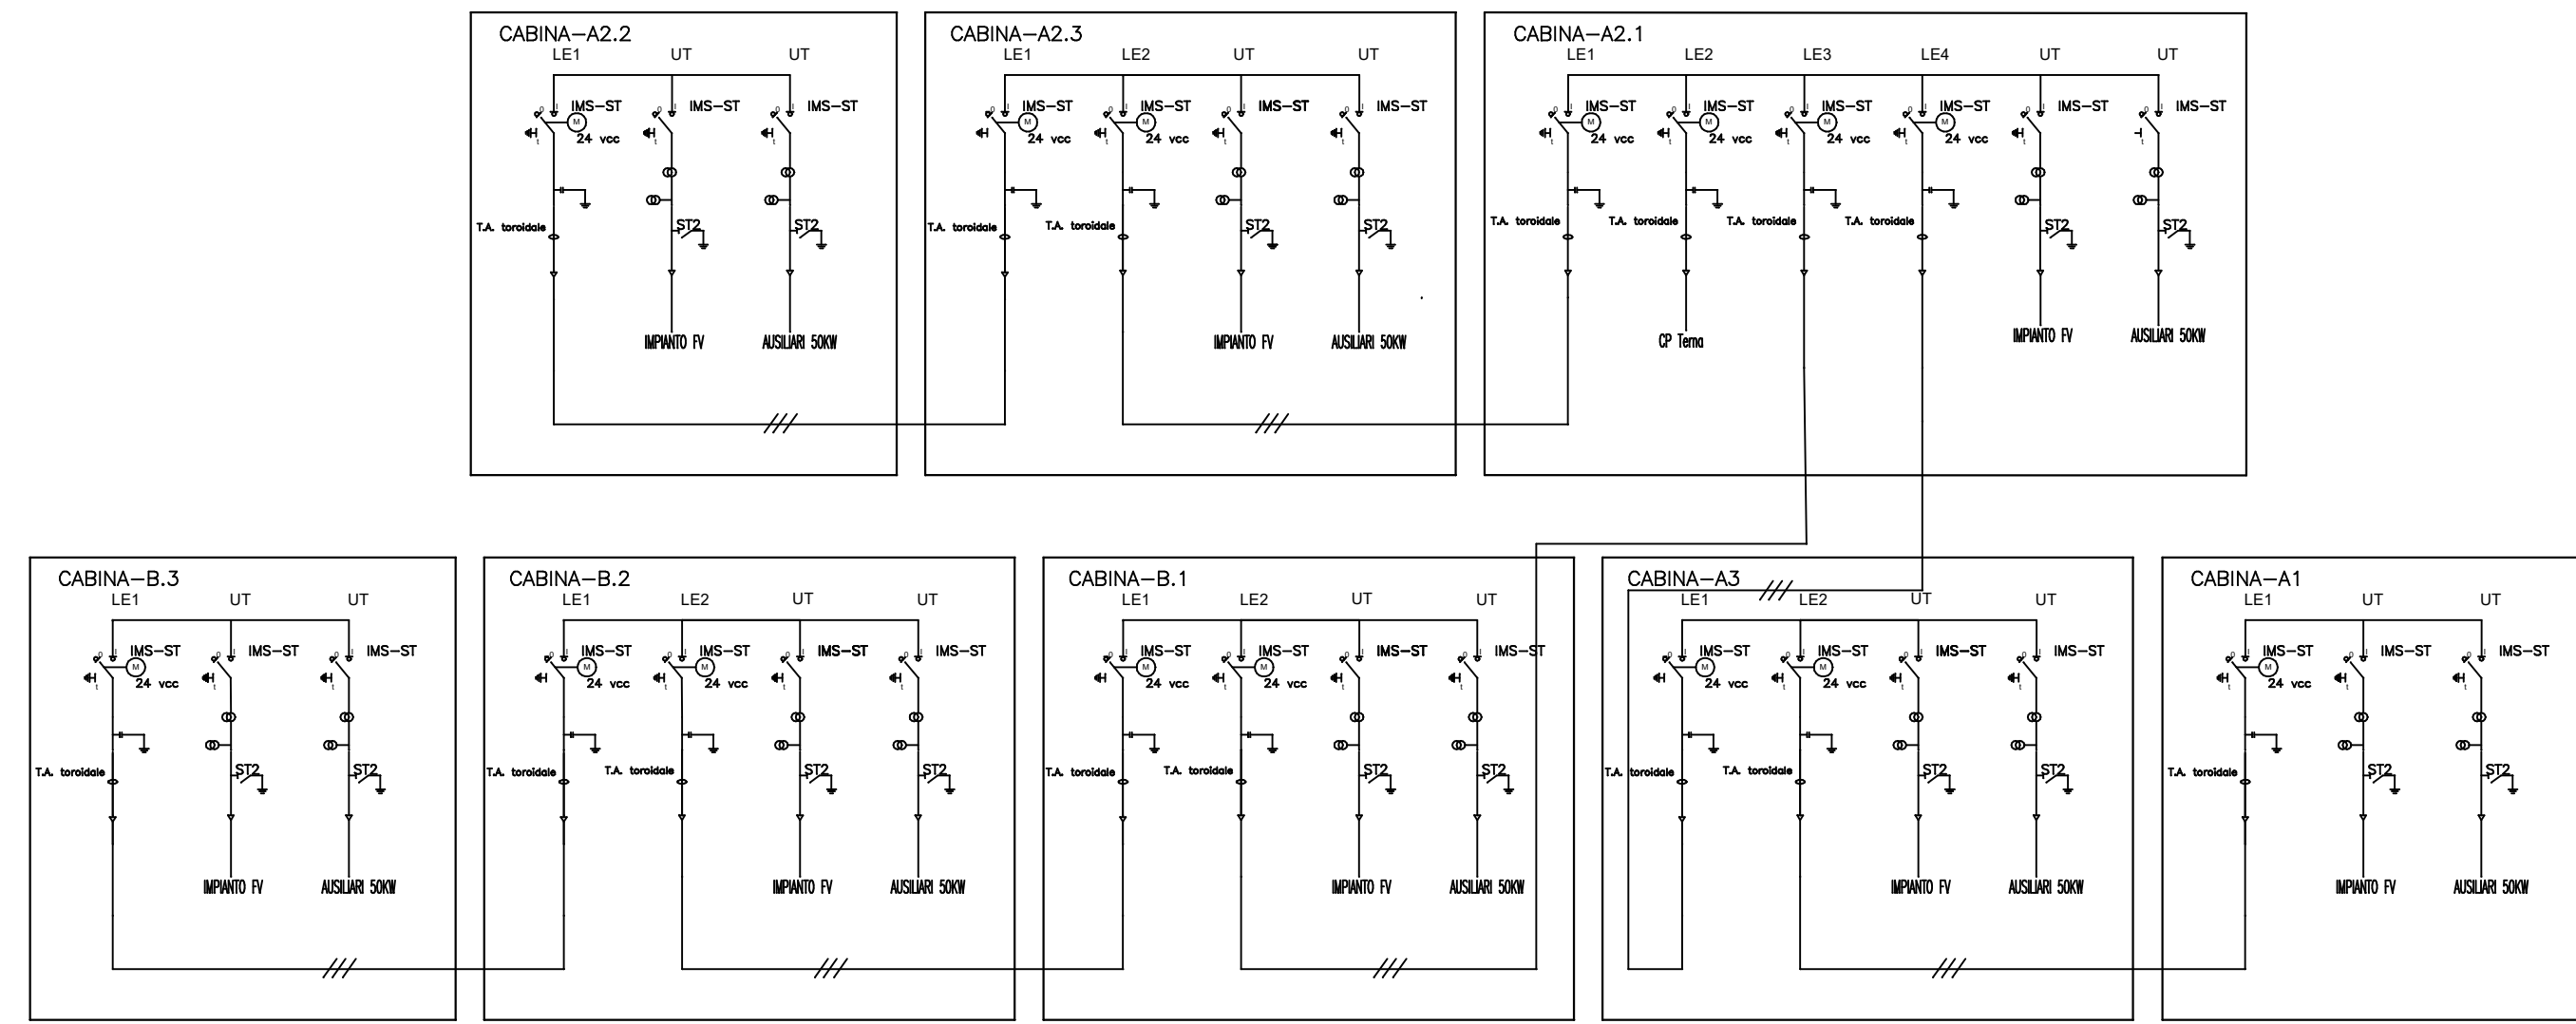 CABINA-A2.2
LE1 UT UT
IMS-ST IMS-ST IMS-ST
M
24 vcc
T.A. toroidale
ST2 ST2
IMPIANTO FV AUSILIARI 50KW
CABINA-A2.3
LE1 LE2 UT UT
IMS-ST IMS-ST IMS-ST IMS-ST
M M
24 vcc 24 vcc
T.A. toroidale T.A. toroidale
ST2 ST2
IMPIANTO FV AUSILIARI 50KW
CABINA-A2.1
LE1 LE2 LE3 LE4 UT UT
IMS-ST IMS-ST IMS-ST IMS-ST IMS-ST IMS-ST
M M M M
24 vcc 24 vcc 24 vcc 24 vcc
T.A. toroidale T.A. toroidale T.A. toroidale T.A. toroidale
ST2 ST2
CP Terna IMPIANTO FV AUSILIARI 50KW
CABINA-B.3
LE1 UT UT
IMS-ST IMS-ST IMS-ST
M
24 vcc
T.A. toroidale
ST2 ST2
IMPIANTO FV AUSILIARI 50KW
CABINA-B.2
LE1 LE2 UT UT
IMS-ST IMS-ST IMS-ST IMS-ST
M M
24 vcc 24 vcc
T.A. toroidale T.A. toroidale
ST2 ST2
IMPIANTO FV AUSILIARI 50KW
CABINA-B.1
LE1 LE2 UT UT
IMS-ST IMS-ST IMS-ST IMS-ST
M M
24 vcc 24 vcc
T.A. toroidale T.A. toroidale
ST2 ST2
IMPIANTO FV AUSILIARI 50KW
CABINA-A3
LE1 LE2 UT UT
IMS-ST IMS-ST IMS-ST IMS-ST
M M
24 vcc 24 vcc
T.A. toroidale T.A. toroidale
ST2 ST2
IMPIANTO FV AUSILIARI 50KW
CABINA-A1
LE1 UT UT
IMS-ST IMS-ST IMS-ST
M
24 vcc
T.A. toroidale
ST2 ST2
IMPIANTO FV AUSILIARI 50KW